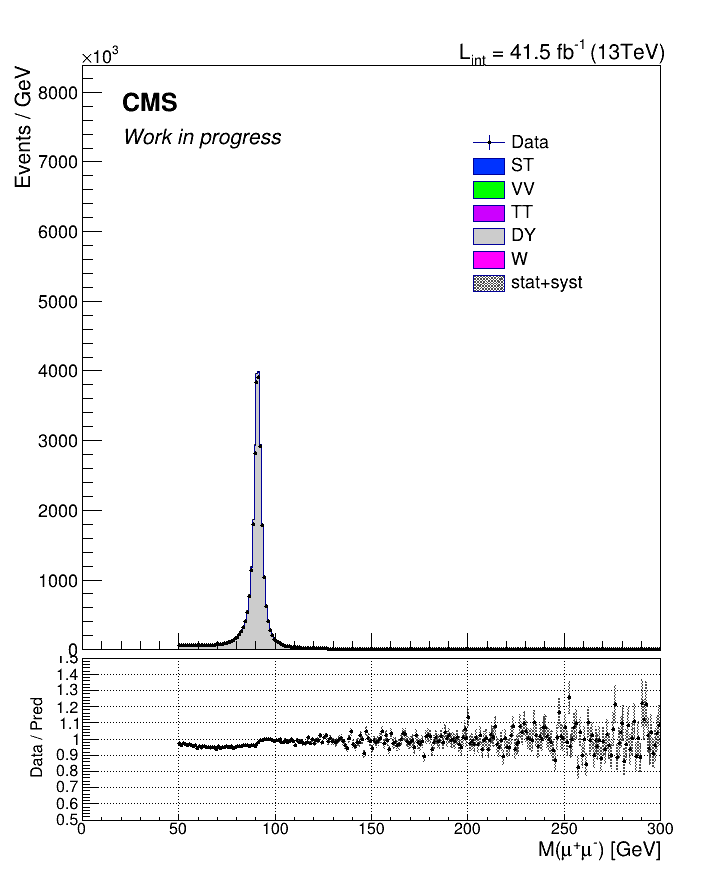 ×10³
L_int = 41.5 fb⁻¹ (13TeV)
Events / GeV
CMS
Work in progress
Data
ST
VV
TT
DY
W
stat+syst
8000
7000
6000
5000
4000
3000
2000
1000
0
Data / Pred
1.5
1.4
1.3
1.2
1.1
1
0.9
0.8
0.7
0.6
0.5
0 50 100 150 200 250 300
M(μ⁺μ⁻) [GeV]